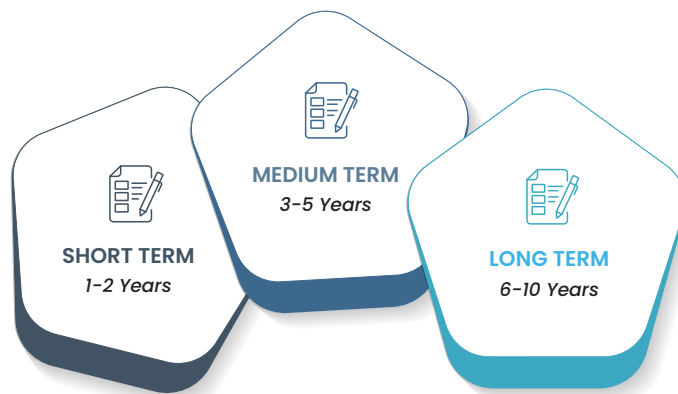 SHORT TERM
1-2 Years
MEDIUM TERM
3-5 Years
LONG TERM
6-10 Years